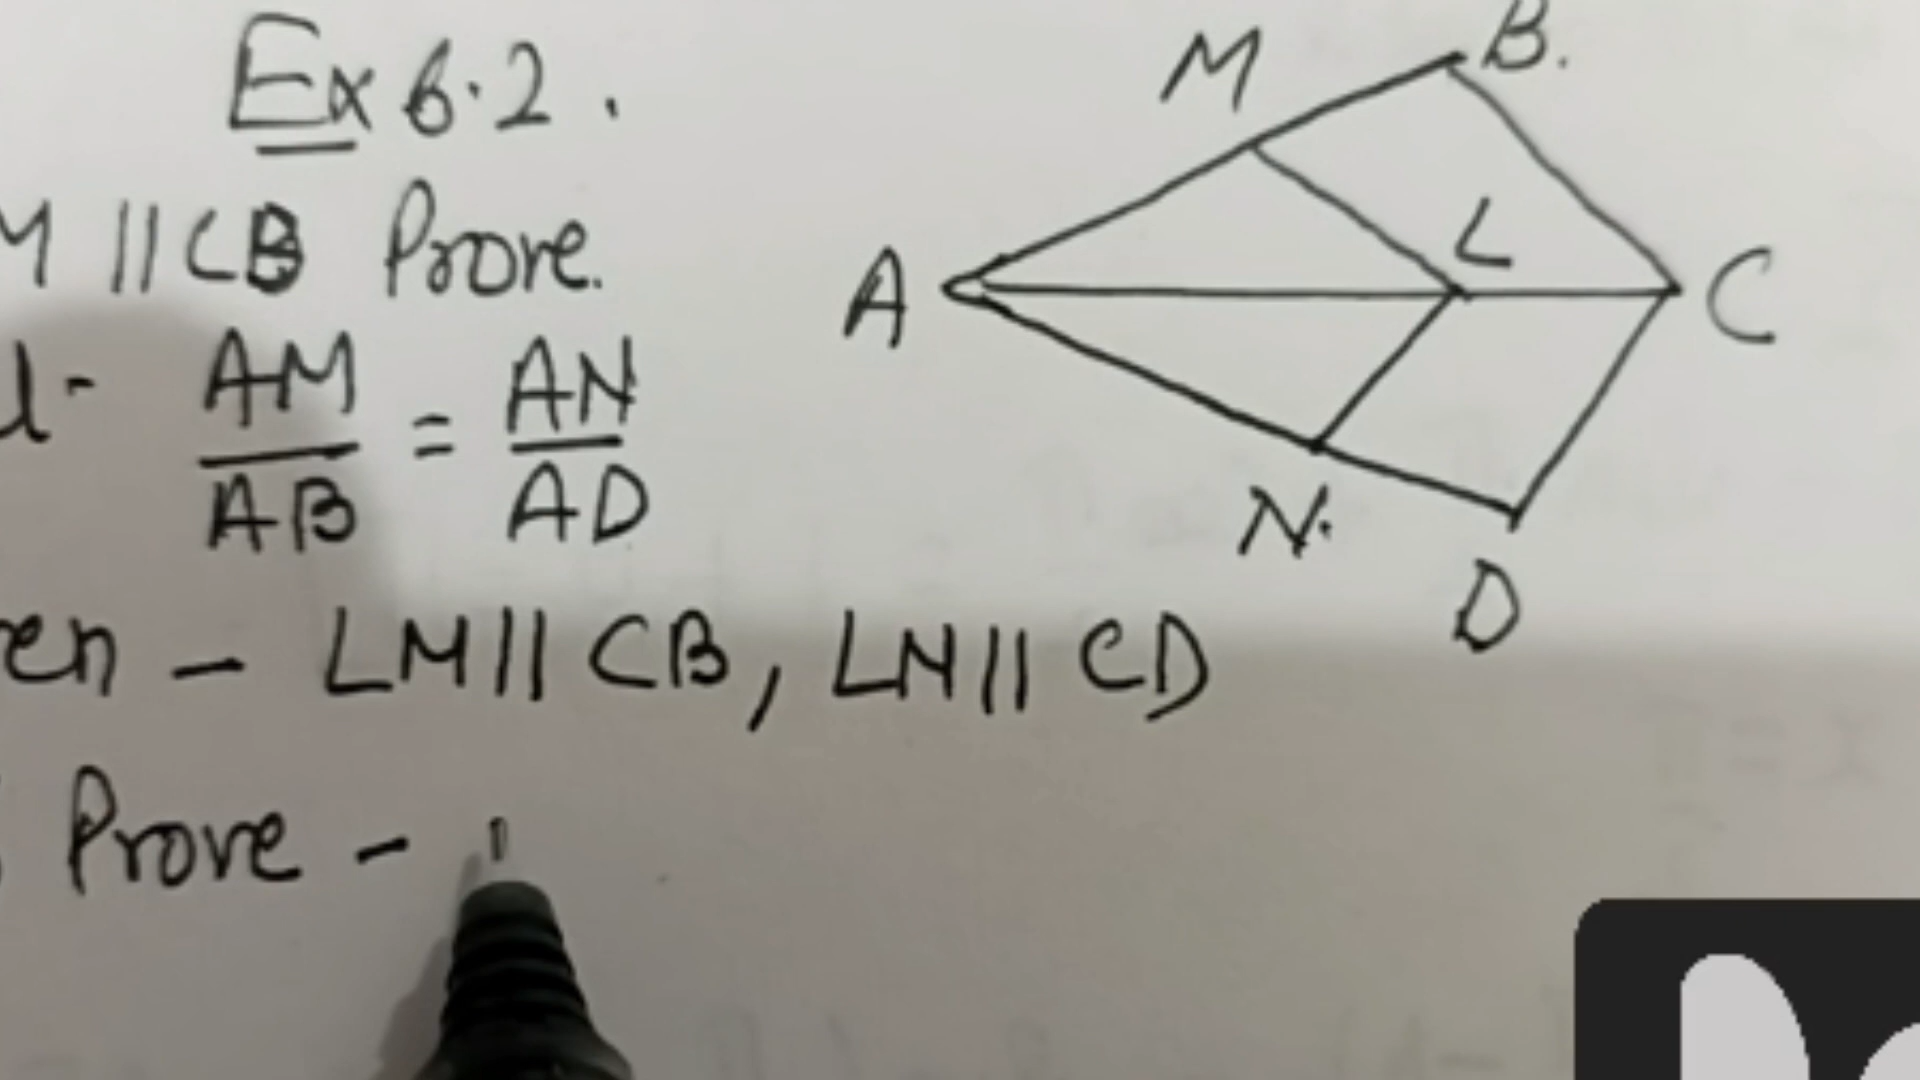 Ex 6.2.
M || CB Prove.
AM/AB = AN/AD
en - LM || CB, LN || CD
Prove -
M
B.
L
A
C
N.
D